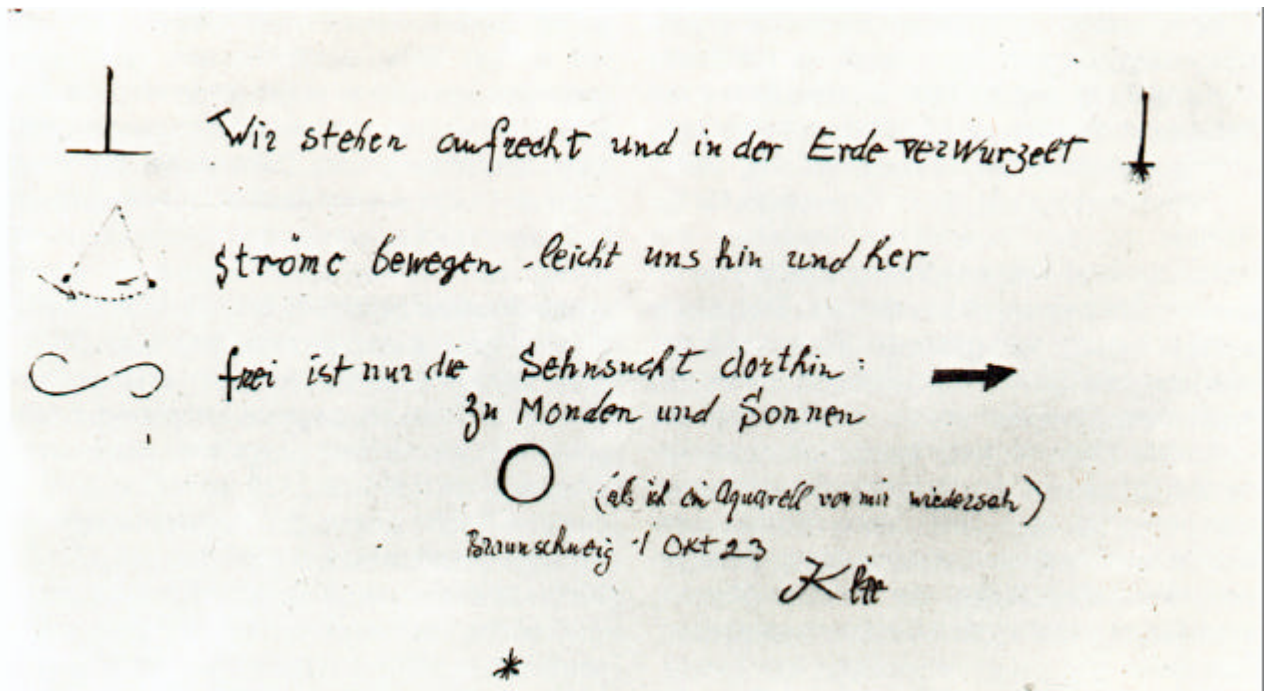 Wir stehen aufrecht und in der Erde verwurzelt
Ströme bewegen leicht uns hin und her
frei ist nur die Sehnsucht dorthin:
zu Monden und Sonnen
(als ich ein Aquarell von mir wiedersah)
Braunschweig 1 Okt 23
Klee